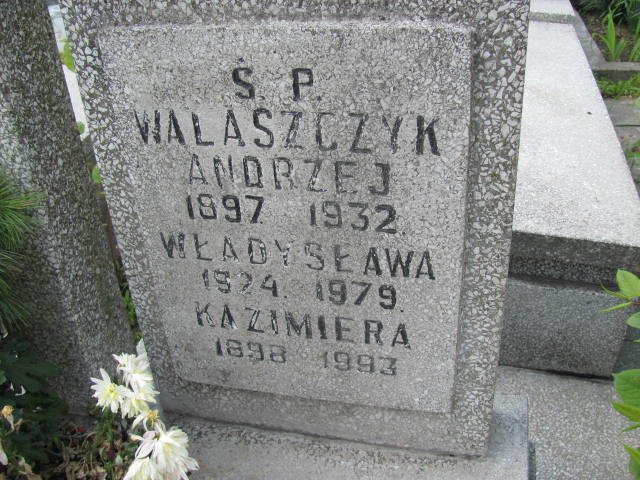 Ś. P.
WALASZCZYK
ANDRZEJ
1897 1932.
WŁADYSŁAWA
1924. 1979.
KAZIMIERA
1898 1993